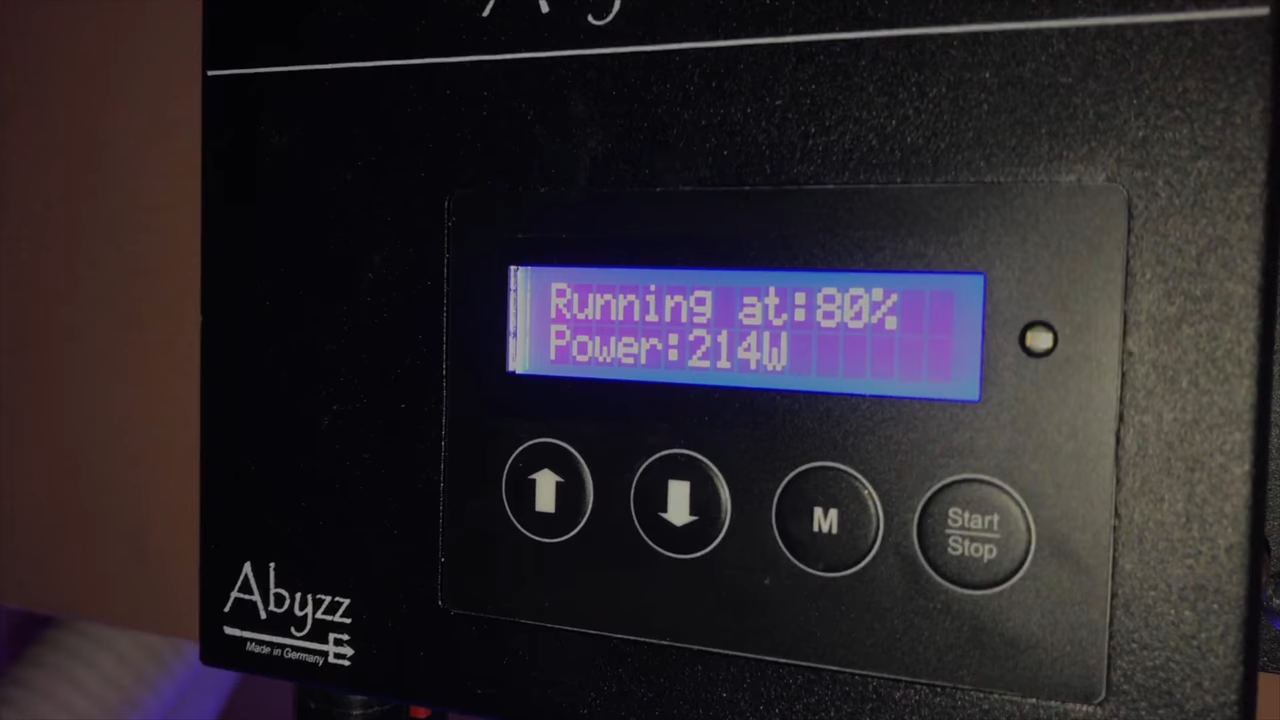 Running at:80%
Power:214W
M
Start
Stop
Abyzz
Made in Germany